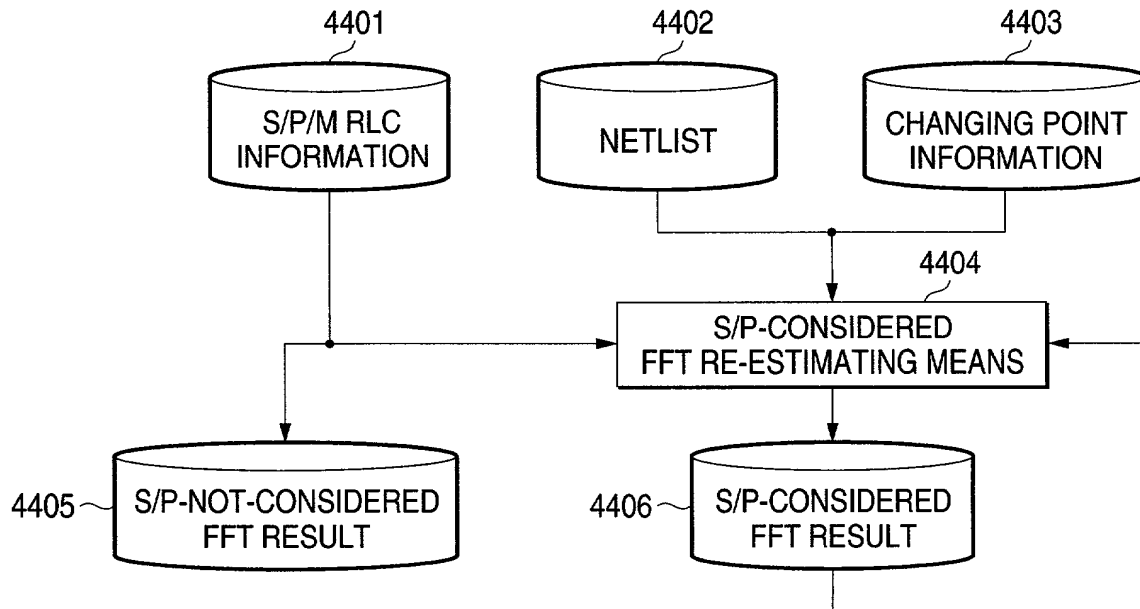 4401
4402
4403
S/P/M RLC
INFORMATION
NETLIST
CHANGING POINT
INFORMATION
4404
S/P-CONSIDERED
FFT RE-ESTIMATING MEANS
4405
S/P-NOT-CONSIDERED
FFT RESULT
4406
S/P-CONSIDERED
FFT RESULT